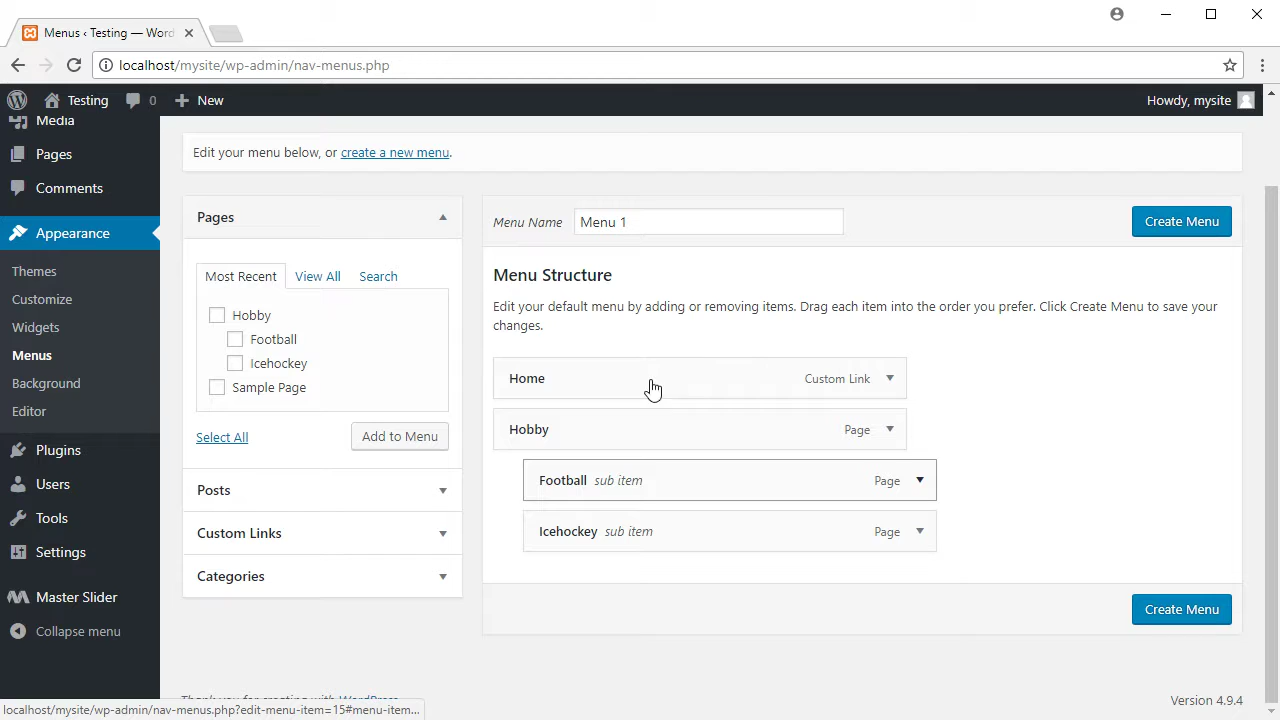 Menus ‹ Testing — Word
localhost/mysite/wp-admin/nav-menus.php
Testing 0 New Howdy, mysite
Media
Pages
Comments
Appearance
Themes
Customize
Widgets
Menus
Background
Editor
Plugins
Users
Tools
Settings
Master Slider
Collapse menu
Edit your menu below, or create a new menu.
Pages
Most Recent View All Search
Hobby
Football
Icehockey
Sample Page
Select All Add to Menu
Posts
Custom Links
Categories
Menu Name Menu 1 Create Menu
Menu Structure
Edit your default menu by adding or removing items. Drag each item into the order you prefer. Click Create Menu to save your
changes.
Home Custom Link
Hobby Page
Football sub item Page
Icehockey sub item Page
Create Menu
Thank you for creating with WordPress
Version 4.9.4
localhost/mysite/wp-admin/nav-menus.php?edit-menu-item=15#menu-item...